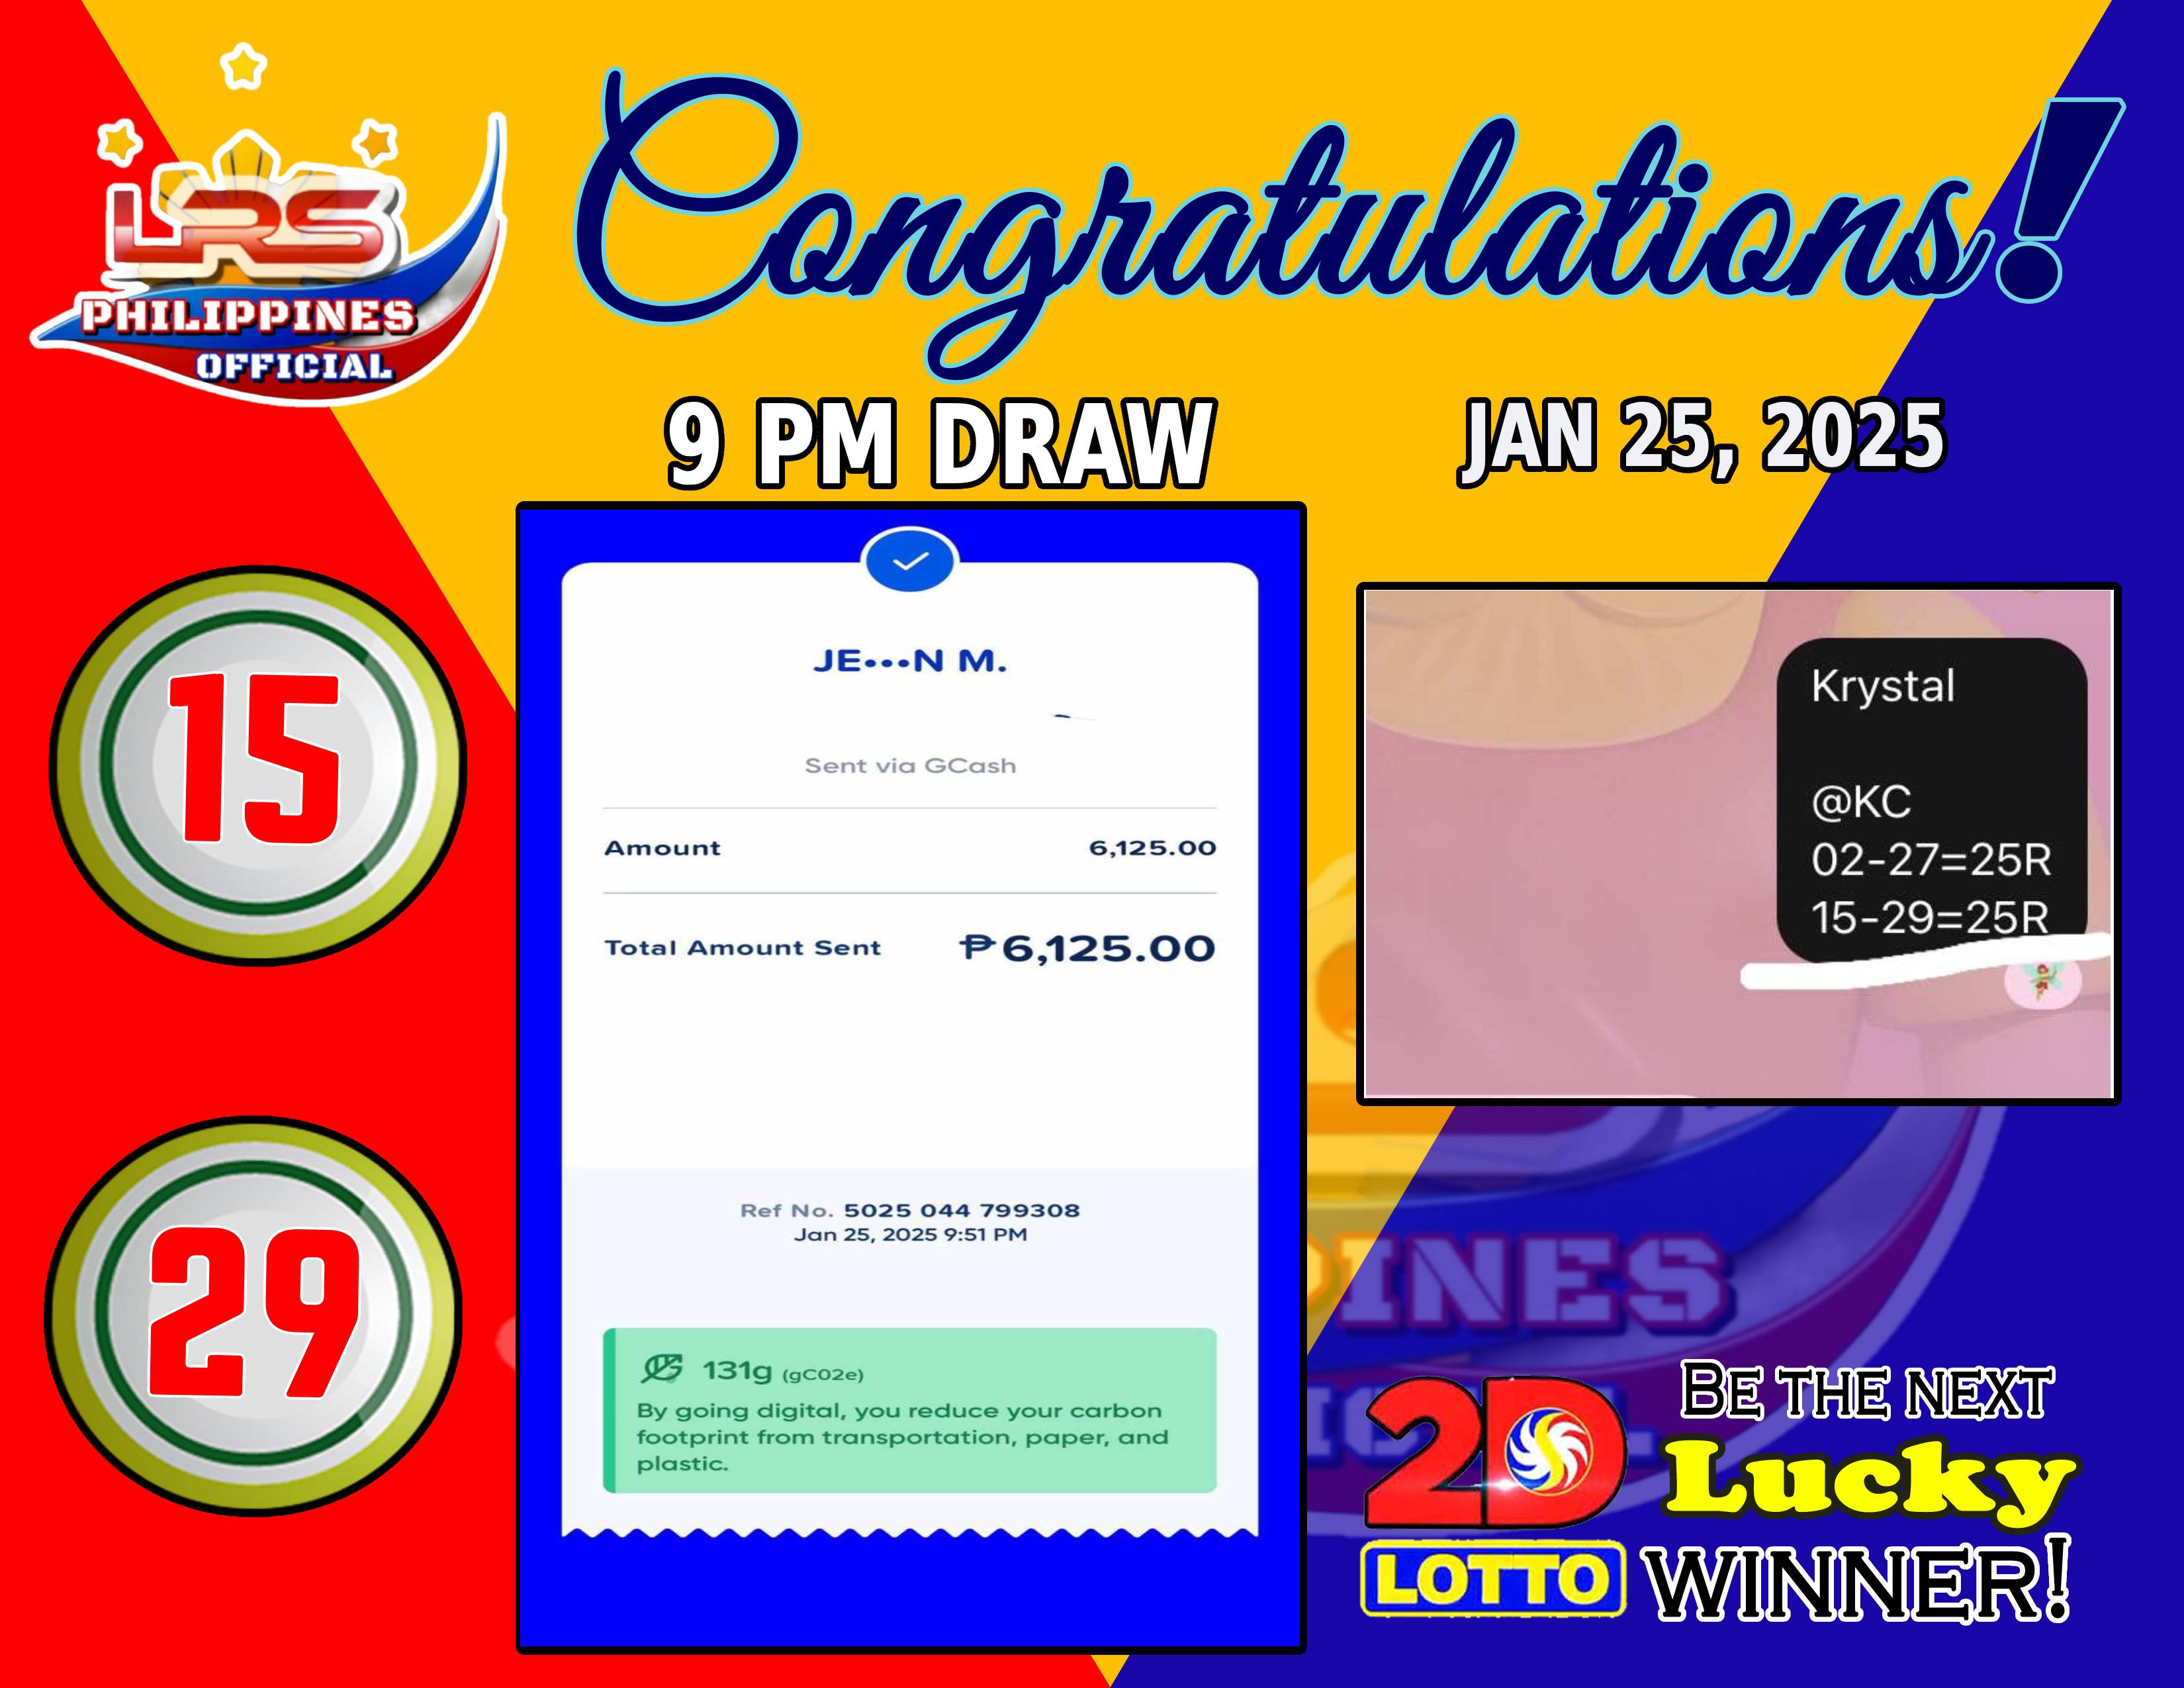 LRS
PHILIPPINES
OFFICIAL
Congratulations!
9 PM DRAW
JAN 25, 2025
15
29
JE•••N M.
Sent via GCash
Amount 6,125.00
Total Amount Sent ₱6,125.00
Ref No. 5025 044 799308
Jan 25, 2025 9:51 PM
131g (gC02e)
By going digital, you reduce your carbon
footprint from transportation, paper, and
plastic.
Krystal
@KC
02-27=25R
15-29=25R
PINES
2D
LOTTO
BE THE NEXT
Lucky
WINNER!